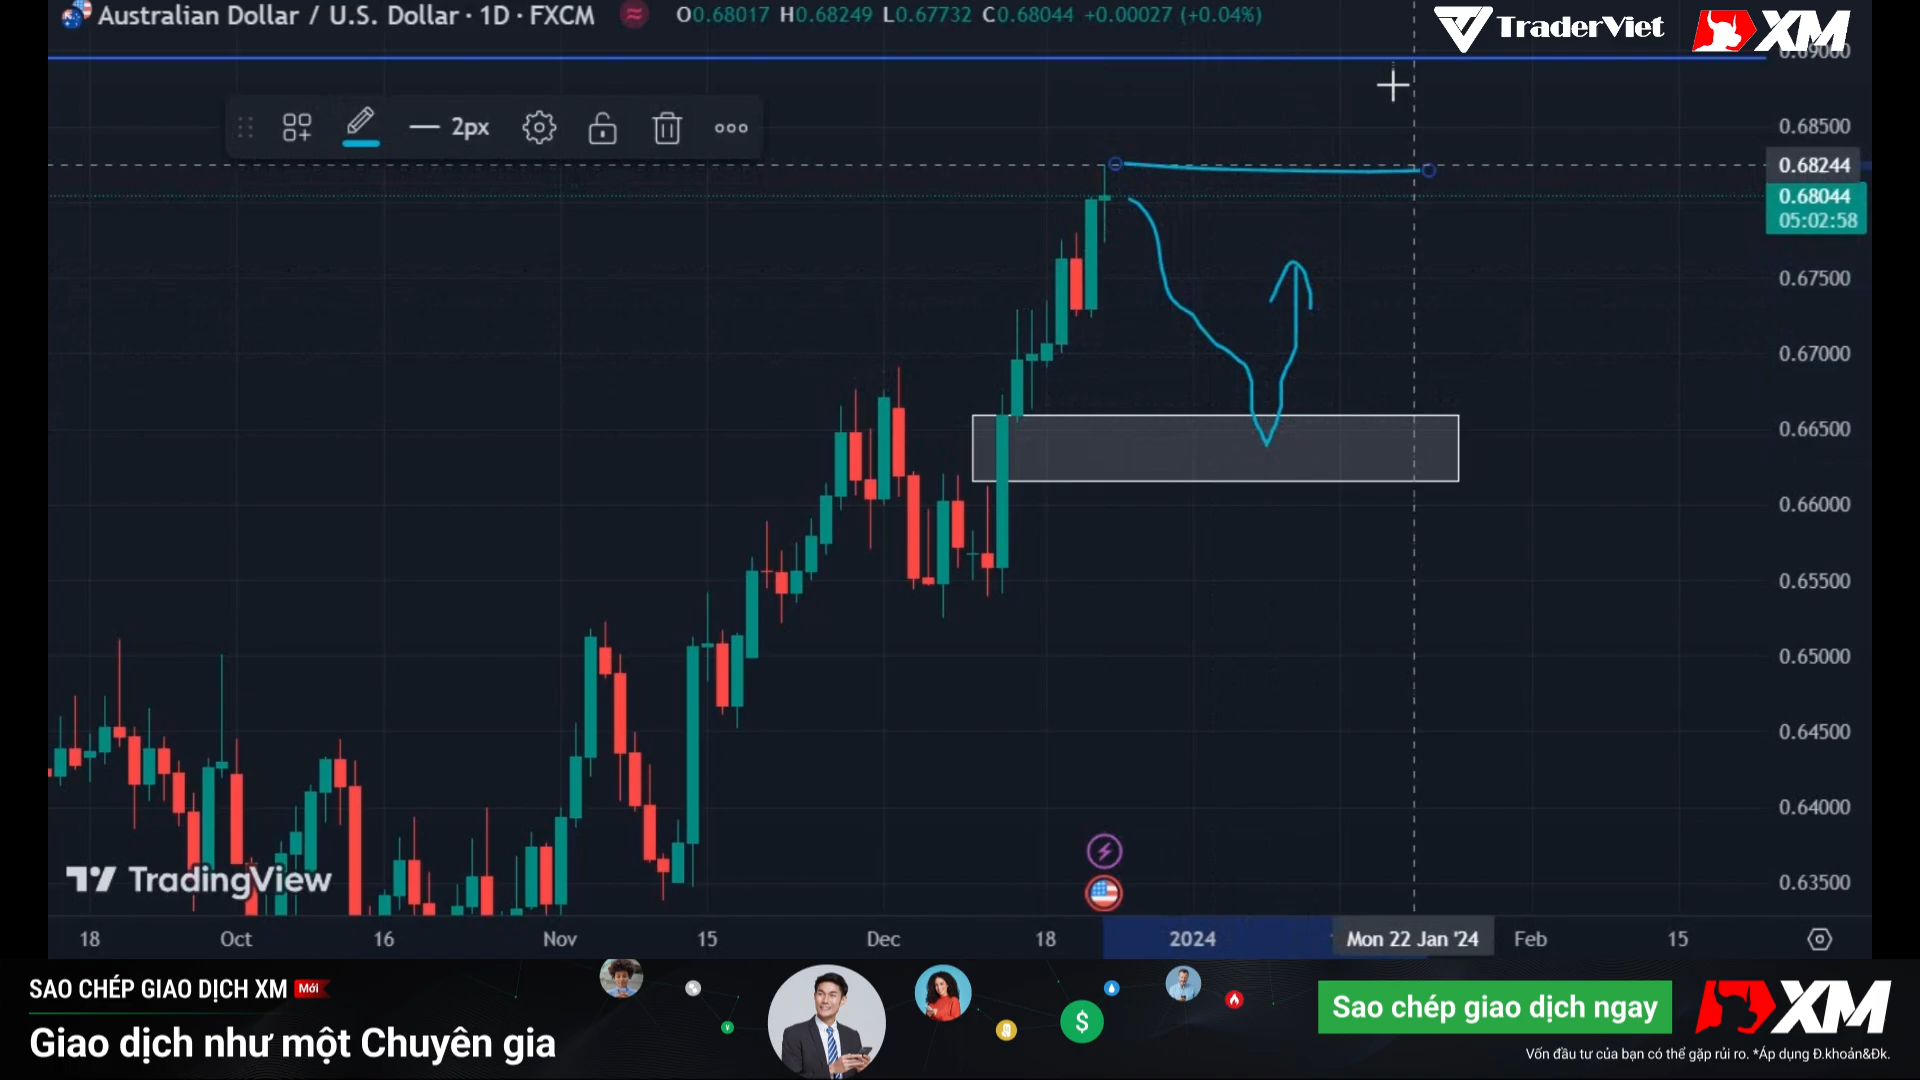 Australian Dollar / U.S. Dollar · 1D · FXCM O0.68017 H0.68249 L0.67732 C0.68044 +0.00027 (+0.04%)
TraderViet XM
0.69000
2px
0.68500
0.68244
0.68044
05:02:58
0.67500
0.67000
0.66500
0.66000
0.65500
0.65000
0.64500
0.64000
0.63500
TradingView
18 Oct 16 Nov 15 Dec 18 2024 Mon 22 Jan '24 Feb 15
SAO CHÉP GIAO DỊCH XM Mới
Giao dịch như một Chuyên gia
$
Sao chép giao dịch ngay
XM
Vốn đầu tư của bạn có thể gặp rủi ro. *Áp dụng Đ.khoản&Đk.